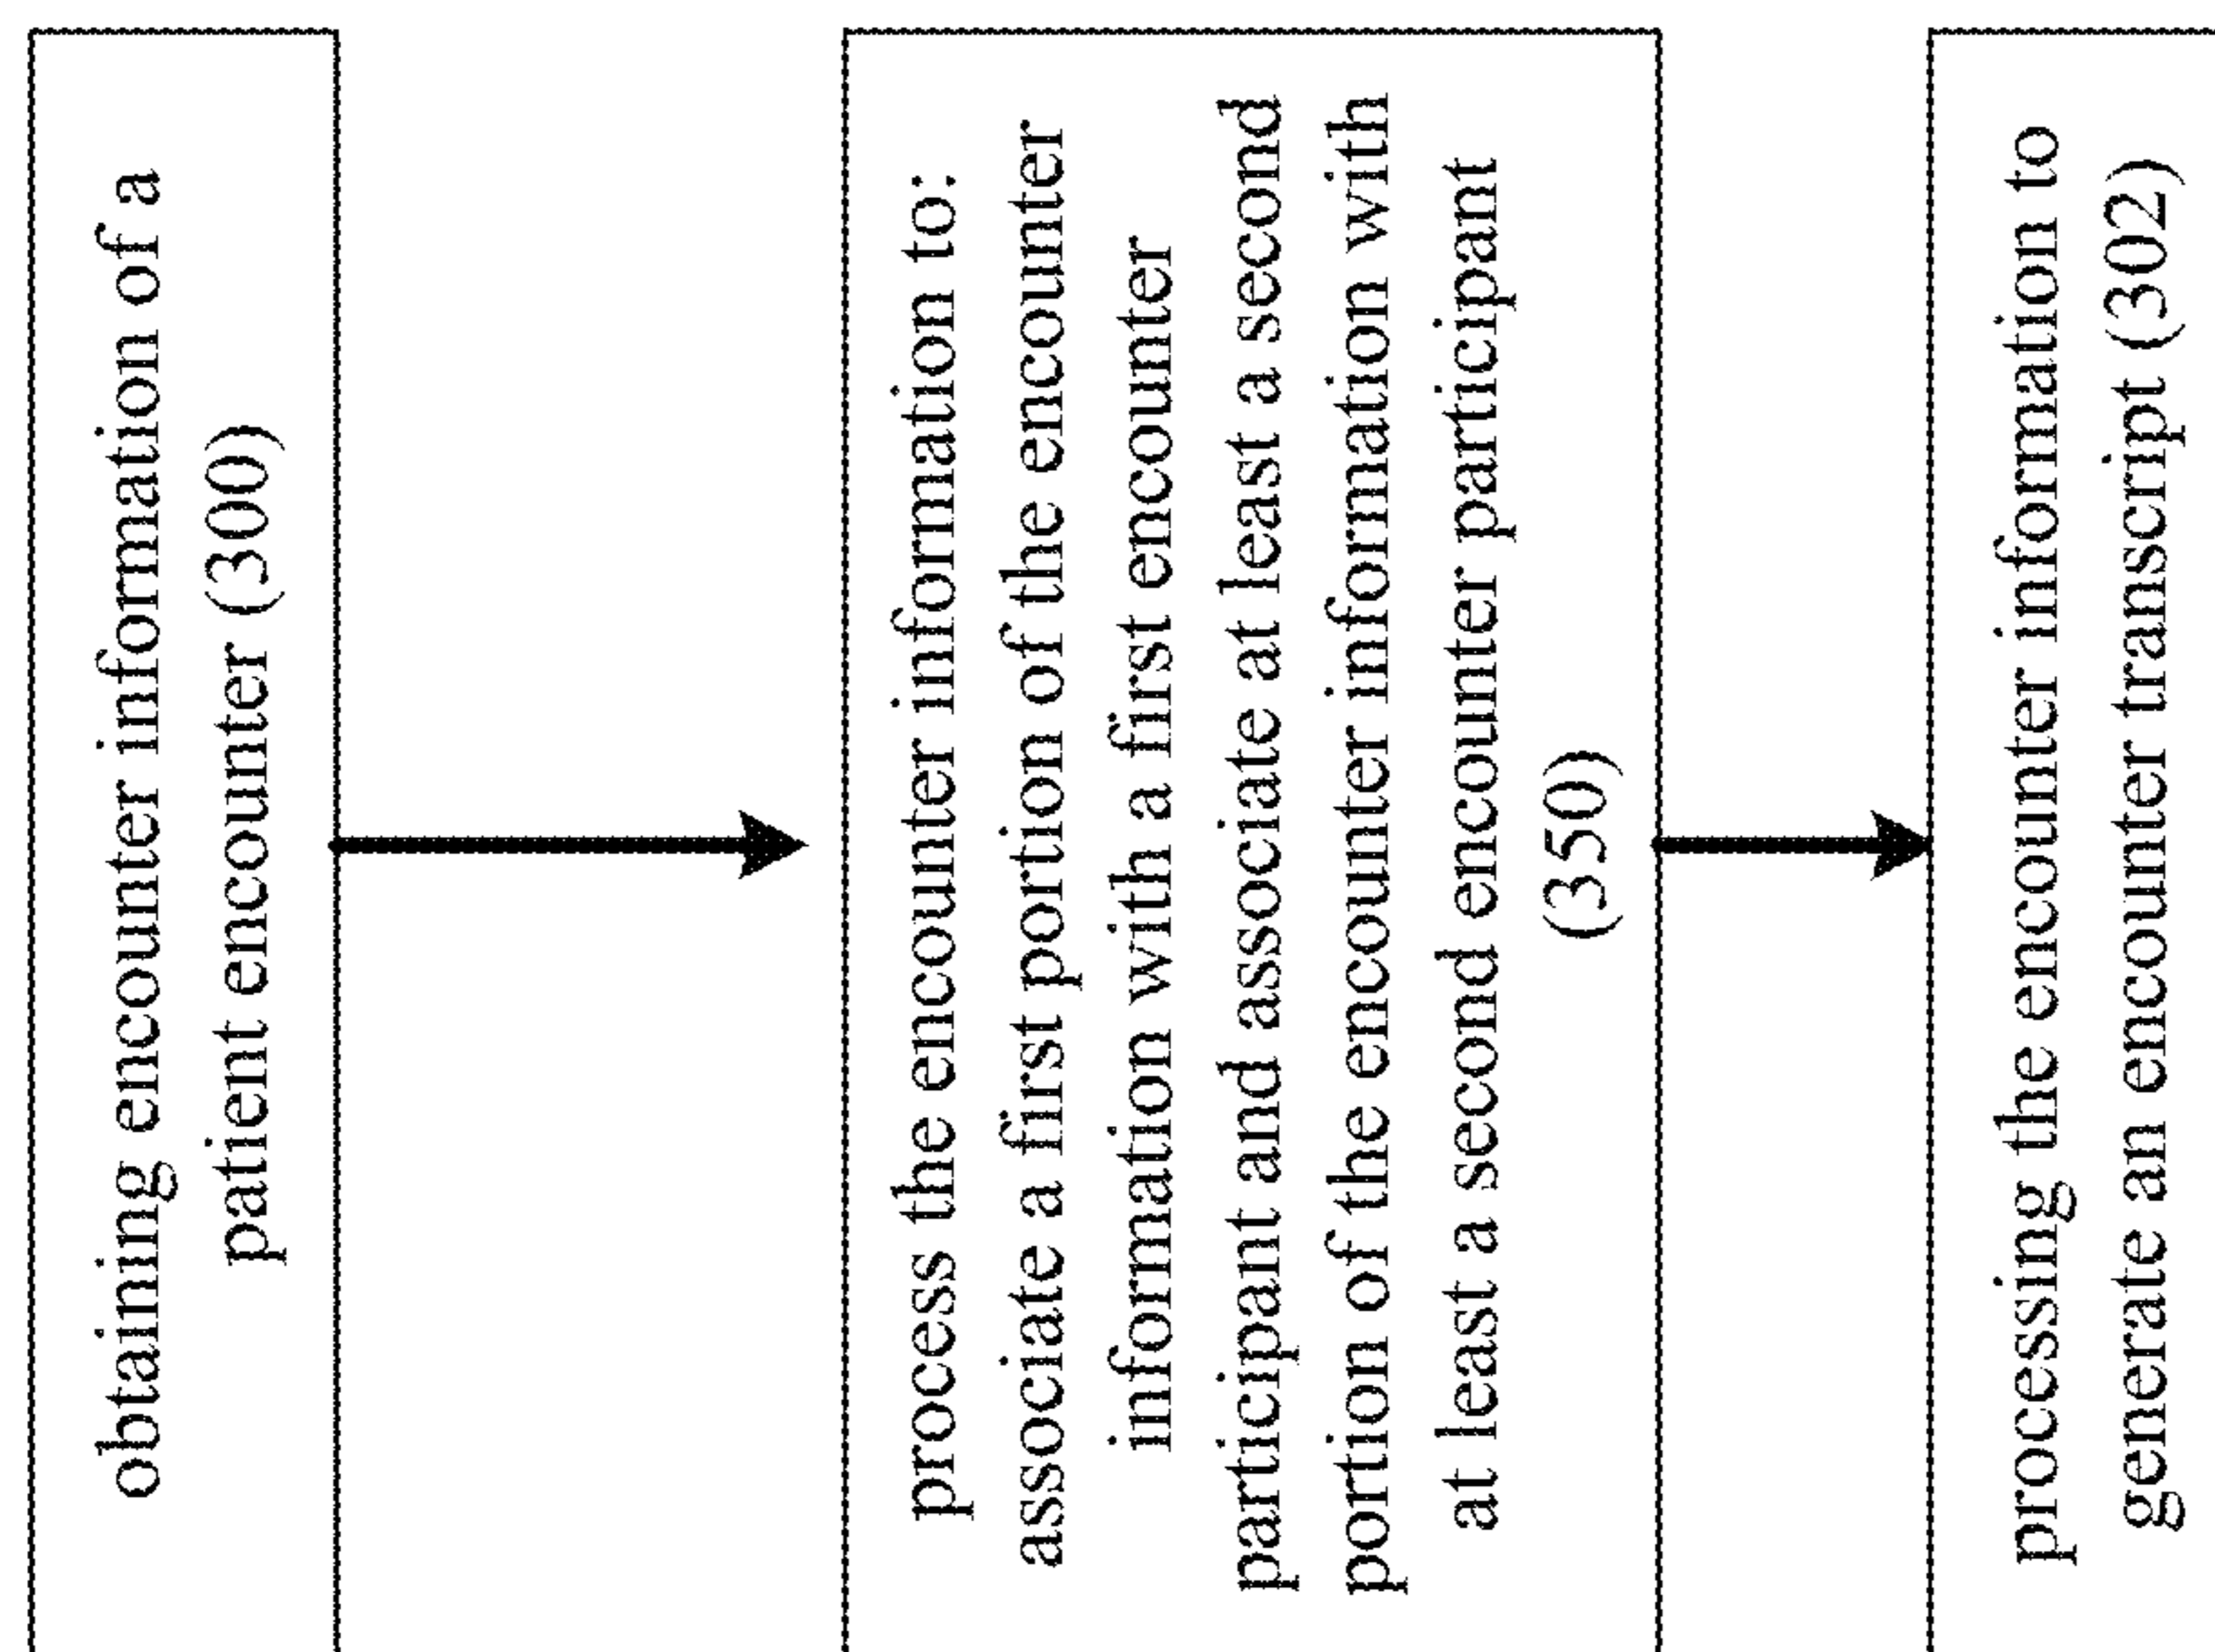 obtaining encounter information of a
patient encounter (300)
process the encounter information to:
associate a first portion of the encounter
information with a first encounter
participant and associate at least a second
portion of the encounter information with
at least a second encounter participant
(350)
processing the encounter information to
generate an encounter transcript (302)